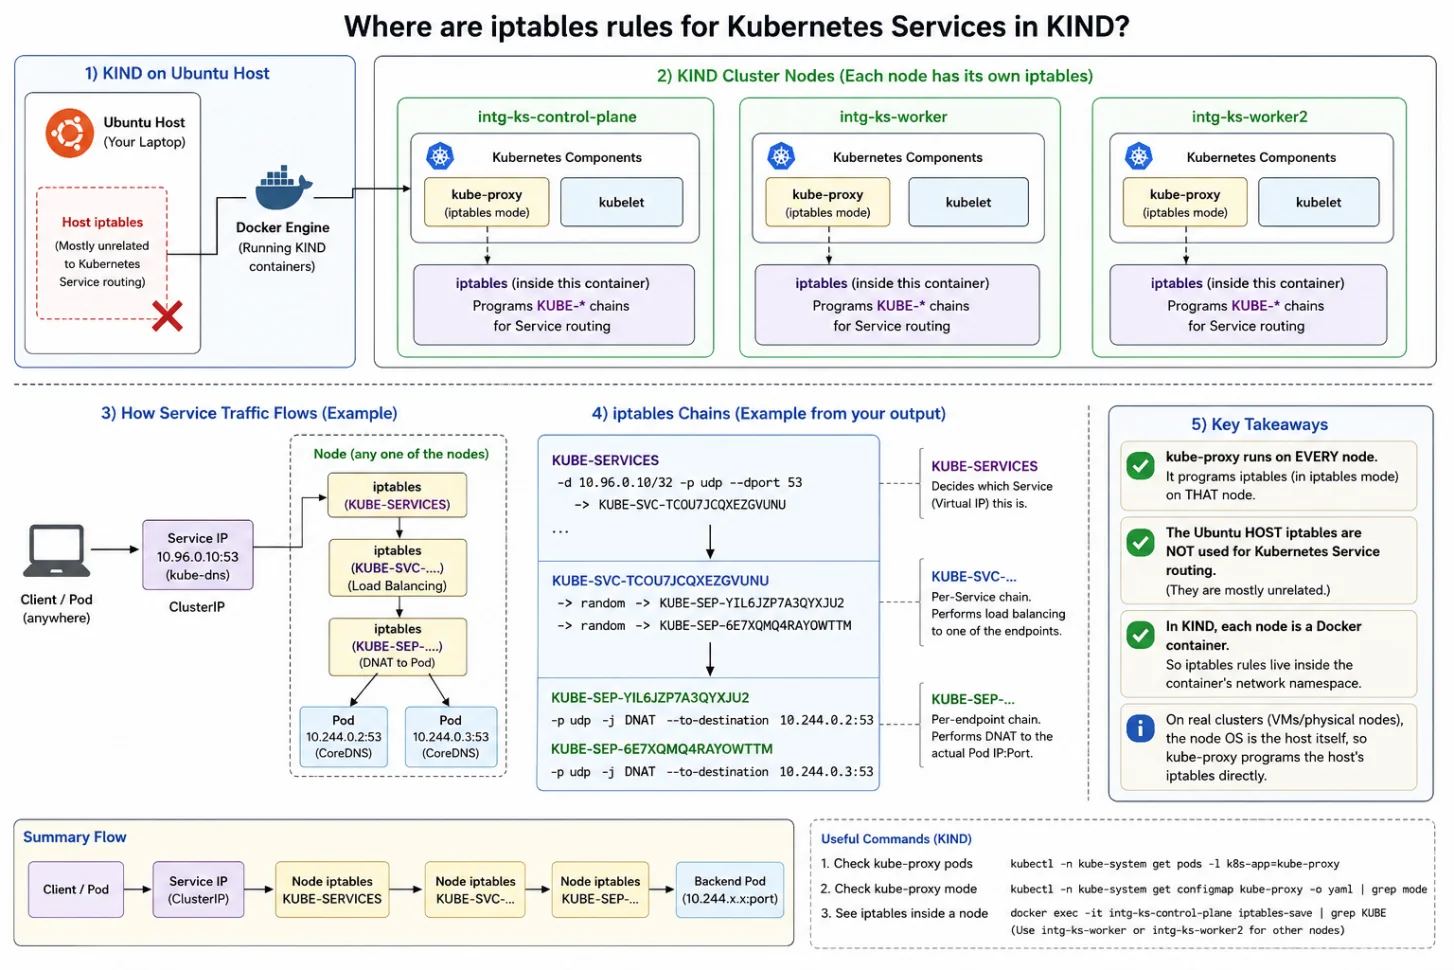 Where are iptables rules for Kubernetes Services in KIND?
1) KIND on Ubuntu Host
Ubuntu Host
(Your Laptop)
Host iptables
(Mostly unrelated
to Kubernetes
Service routing)
Docker Engine
(Running KIND
containers)
2) KIND Cluster Nodes (Each node has its own iptables)
intg-ks-control-plane
Kubernetes Components
kube-proxy
(iptables mode)
kubelet
iptables (inside this container)
Programs KUBE-* chains
for Service routing
intg-ks-worker
Kubernetes Components
kube-proxy
(iptables mode)
kubelet
iptables (inside this container)
Programs KUBE-* chains
for Service routing
intg-ks-worker2
Kubernetes Components
kube-proxy
(iptables mode)
kubelet
iptables (inside this container)
Programs KUBE-* chains
for Service routing
3) How Service Traffic Flows (Example)
Client / Pod
(anywhere)
Service IP
10.96.0.10:53
(kube-dns)
ClusterIP
Node (any one of the nodes)
iptables
(KUBE-SERVICES)
iptables
(KUBE-SVC-....)
(Load Balancing)
iptables
(KUBE-SEP-....)
(DNAT to Pod)
Pod
10.244.0.2:53
(CoreDNS)
Pod
10.244.0.3:53
(CoreDNS)
4) iptables Chains (Example from your output)
KUBE-SERVICES
-d 10.96.0.10/32 -p udp --dport 53
-> KUBE-SVC-TCOU7JCQXEZGVUNU
...
KUBE-SVC-TCOU7JCQXEZGVUNU
-> random -> KUBE-SEP-YIL6JZP7A3QYXJU2
-> random -> KUBE-SEP-6E7XQMQ4RAYOWTTM
KUBE-SEP-YIL6JZP7A3QYXJU2
-p udp -j DNAT --to-destination 10.244.0.2:53
KUBE-SEP-6E7XQMQ4RAYOWTTM
-p udp -j DNAT --to-destination 10.244.0.3:53
KUBE-SERVICES
Decides which Service
(Virtual IP) this is.
KUBE-SVC-...
Per-Service chain.
Performs load balancing
to one of the endpoints.
KUBE-SEP-...
Per-endpoint chain.
Performs DNAT to the
actual Pod IP:Port.
5) Key Takeaways
kube-proxy runs on EVERY node.
It programs iptables (in iptables mode)
on THAT node.
The Ubuntu HOST iptables are
NOT used for Kubernetes Service
routing.
(They are mostly unrelated.)
In KIND, each node is a Docker
container.
So iptables rules live inside the
container's network namespace.
i
On real clusters (VMs/physical nodes),
the node OS is the host itself, so
kube-proxy programs the host's
iptables directly.
Summary Flow
Client / Pod
Service IP
(ClusterIP)
Node iptables
KUBE-SERVICES
Node iptables
KUBE-SVC-...
Node iptables
KUBE-SEP-...
Backend Pod
(10.244.x.x:port)
Useful Commands (KIND)
1. Check kube-proxy pods kubectl -n kube-system get pods -l k8s-app=kube-proxy
2. Check kube-proxy mode kubectl -n kube-system get configmap kube-proxy -o yaml | grep mode
3. See iptables inside a node docker exec -it intg-ks-control-plane iptables-save | grep KUBE
(Use intg-ks-worker or intg-ks-worker2 for other nodes)